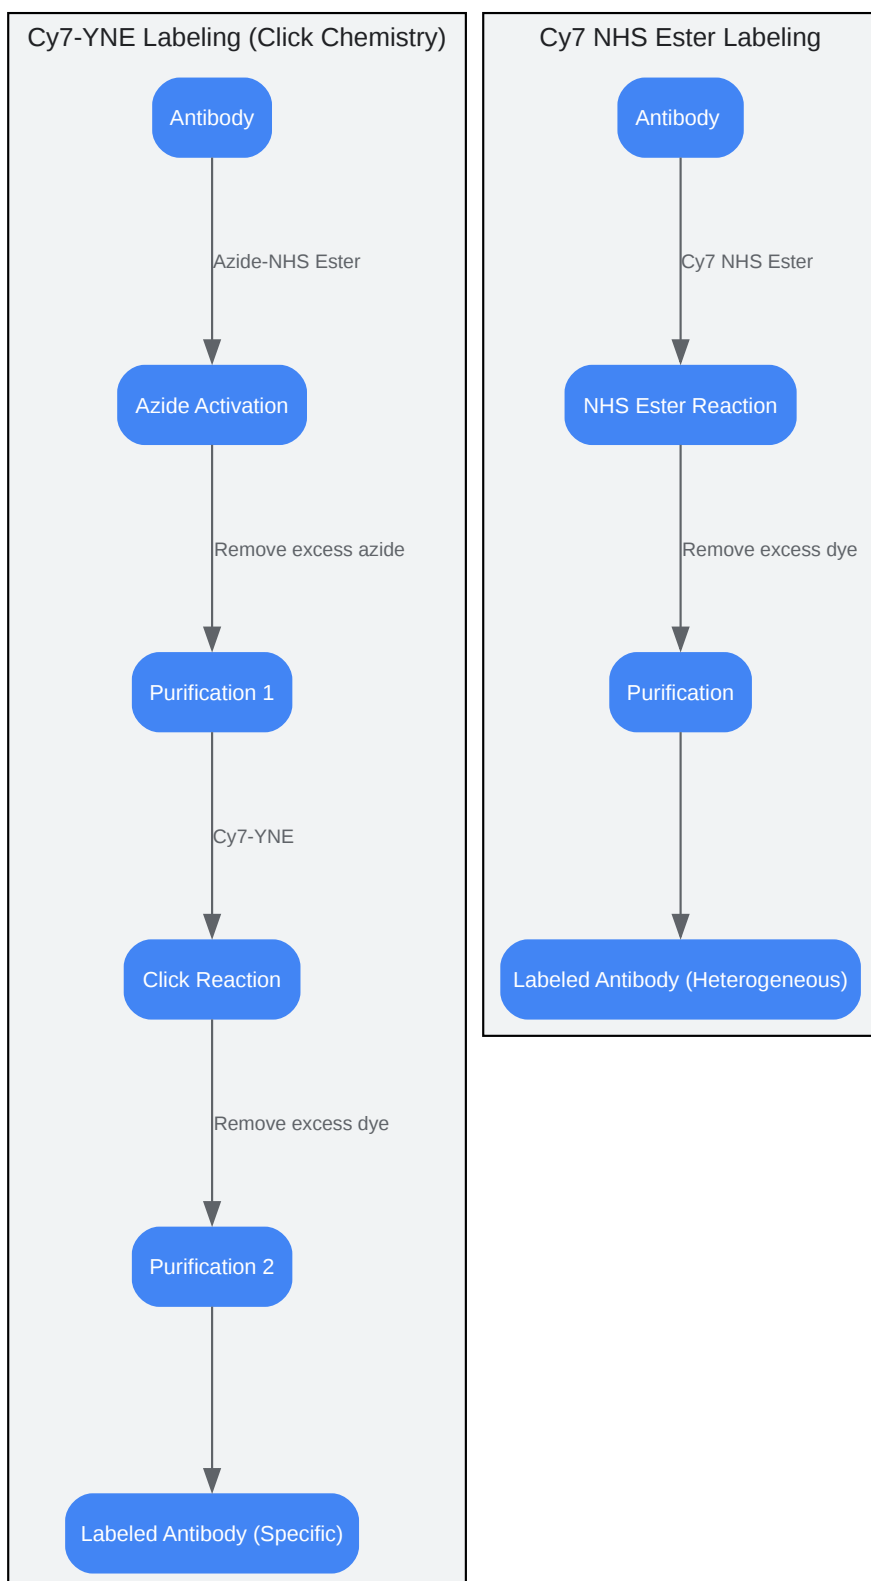 Cy7-YNE Labeling (Click Chemistry)
Antibody
Azide-NHS Ester
Azide Activation
Remove excess azide
Purification 1
Cy7-YNE
Click Reaction
Remove excess dye
Purification 2
Labeled Antibody (Specific)
Cy7 NHS Ester Labeling
Antibody
Cy7 NHS Ester
NHS Ester Reaction
Remove excess dye
Purification
Labeled Antibody (Heterogeneous)